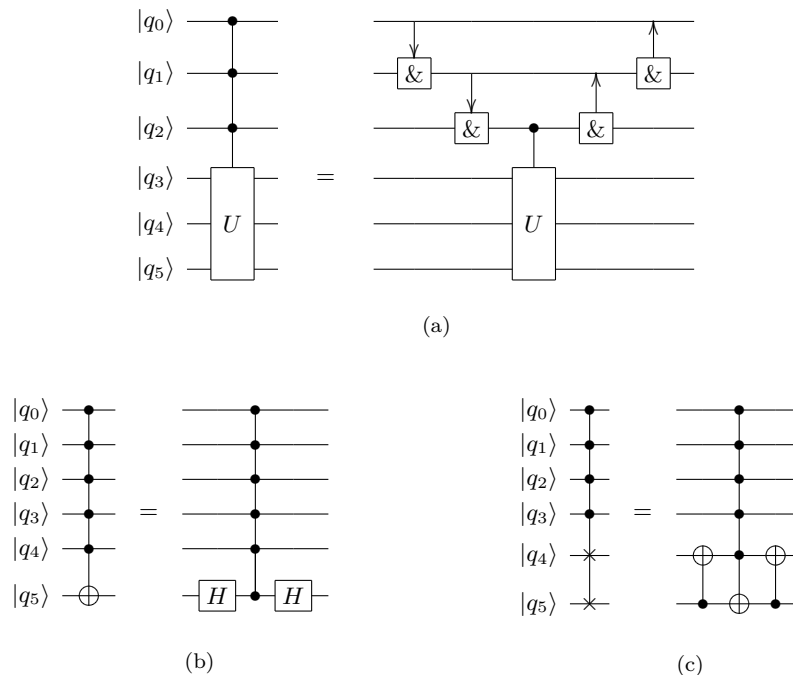 |q₀⟩
|q₁⟩ &
&
|q₂⟩ & &
|q₃⟩ =
|q₄⟩ U U
|q₅⟩
(a)
|q₀⟩ |q₀⟩
|q₁⟩ |q₁⟩
|q₂⟩ |q₂⟩
|q₃⟩ = |q₃⟩ =
|q₄⟩ |q₄⟩
|q₅⟩ H H |q₅⟩
(b) (c)